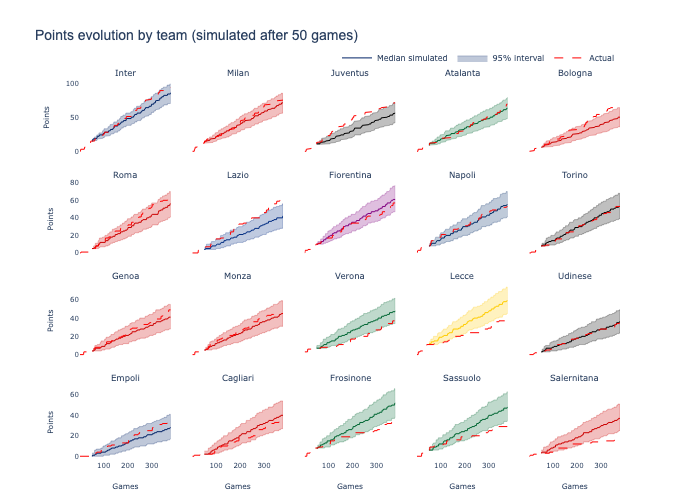 Points evolution by team (simulated after 50 games)
Median simulated 95% interval Actual
Inter Milan Juventus Atalanta Bologna
100
50
0
Points
Roma Lazio Fiorentina Napoli Torino
80
60
40
20
0
Points
Genoa Monza Verona Lecce Udinese
60
40
20
0
Points
Empoli Cagliari Frosinone Sassuolo Salernitana
60
40
20
0
Points
100 200 300 100 200 300 100 200 300 100 200 300 100 200 300
Games Games Games Games Games